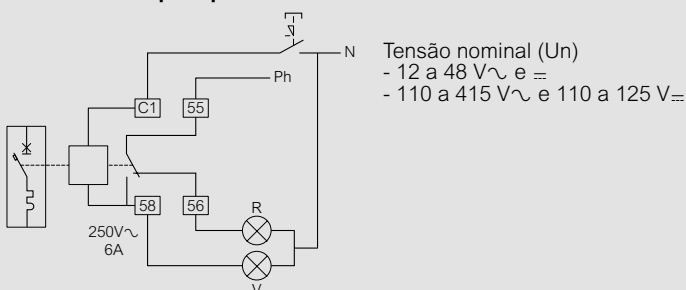 N
Tensão nominal (Un)
- 12 a 48 V∿ e ⎓
Ph
- 110 a 415 V∿ e 110 a 125 V⎓
C1
55
58
56
R
250V∿
6A
V